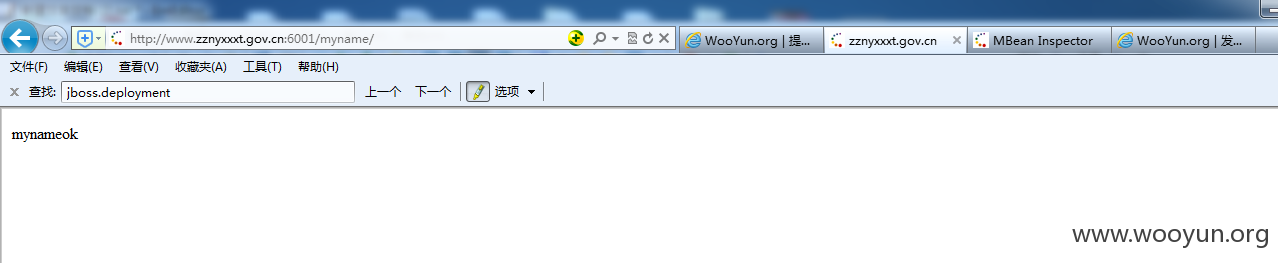 http://www.zznyxxxt.gov.cn:6001/myname/
WooYun.org | 提...
zznyxxxt.gov.cn
MBean Inspector
WooYun.org | 发...
文件(F) 编辑(E) 查看(V) 收藏夹(A) 工具(T) 帮助(H)
查找: jboss.deployment 上一个 下一个 选项
mynameok
www.wooyun.org